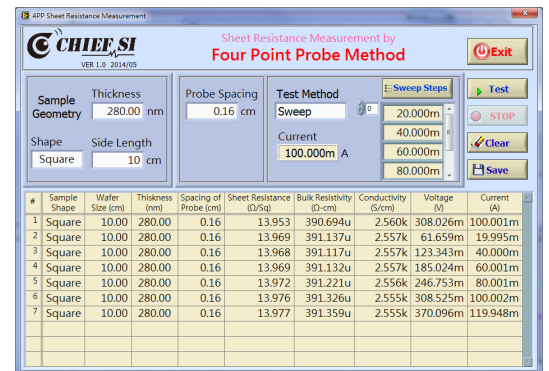 4PP Sheet Resistance Measurement
CHIEF SI
VER 1.0 2014/05
Sheet Resistance Measurement by
Four Point Probe Method
Exit
Sample Geometry
Thickness
280.00 nm
Shape
Square
Side Length
10 cm
Probe Spacing
0.16 cm
Test Method
Sweep
Current
100.000m A
0
Sweep Steps
20.000m
40.000m
60.000m
80.000m
Test
STOP
Clear
Save
# Sample Shape Wafer Size (cm) Thickness (nm) Spacing of Probe (cm) Sheet Resistance (Ω/Sq) Bulk Resistivity (Ω-cm) Conductivity (S/cm) Voltage (V) Current (A)
1 Square 10.00 280.00 0.16 13.953 390.694u 2.560k 308.026m 100.001m
2 Square 10.00 280.00 0.16 13.969 391.137u 2.557k 61.659m 19.995m
3 Square 10.00 280.00 0.16 13.968 391.117u 2.557k 123.343m 40.000m
4 Square 10.00 280.00 0.16 13.969 391.132u 2.557k 185.024m 60.001m
5 Square 10.00 280.00 0.16 13.972 391.221u 2.556k 246.753m 80.001m
6 Square 10.00 280.00 0.16 13.976 391.326u 2.555k 308.525m 100.002m
7 Square 10.00 280.00 0.16 13.977 391.359u 2.555k 370.096m 119.948m